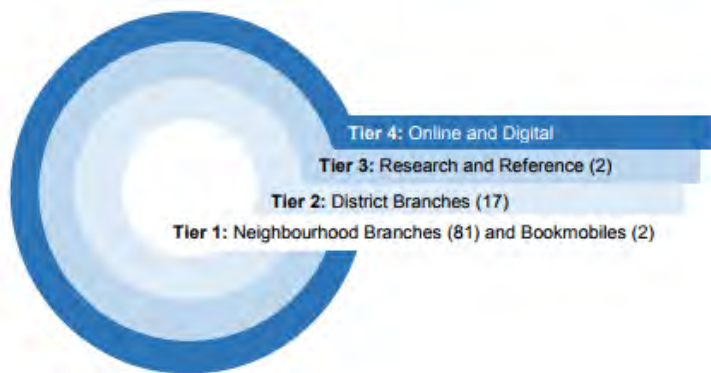 Tier 4: Online and Digital
Tier 3: Research and Reference (2)
Tier 2: District Branches (17)
Tier 1: Neighbourhood Branches (81) and Bookmobiles (2)